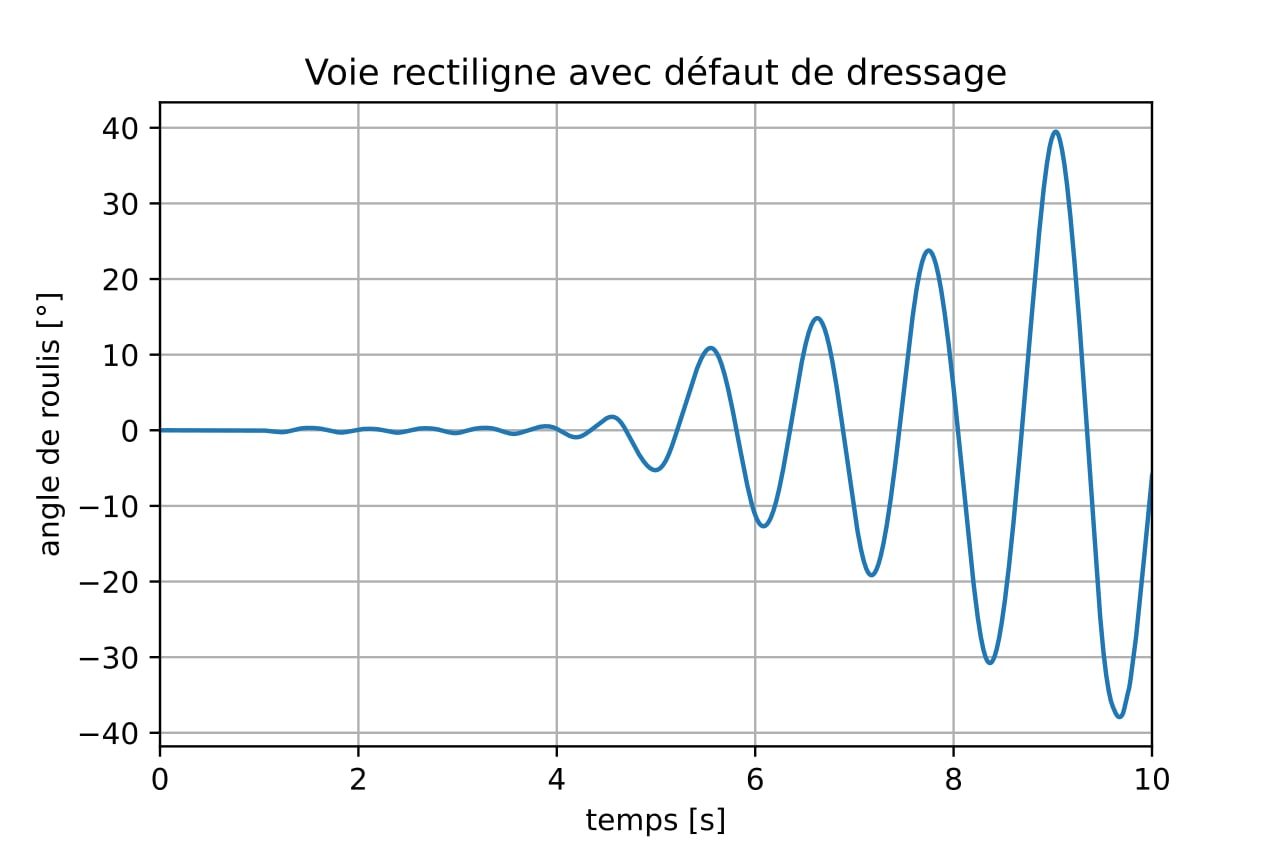 Voie rectiligne avec défaut de dressage
angle de roulis [°]
40
30
20
10
0
−10
−20
−30
−40
0 2 4 6 8 10
temps [s]